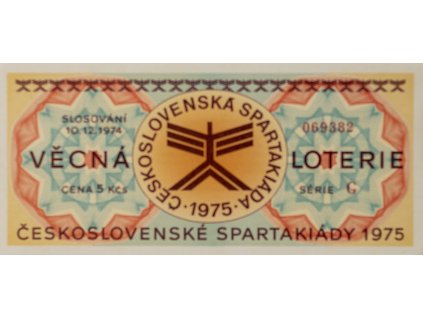 SLOSOVÁNÍ
10.12.1974
VĚCNÁ
CENA 5 Kčs
ČESKOSLOVENSKÁ SPARTAKIÁDA
·1975·
069382
LOTERIE
SÉRIE G
ČESKOSLOVENSKÉ SPARTAKIÁDY 1975